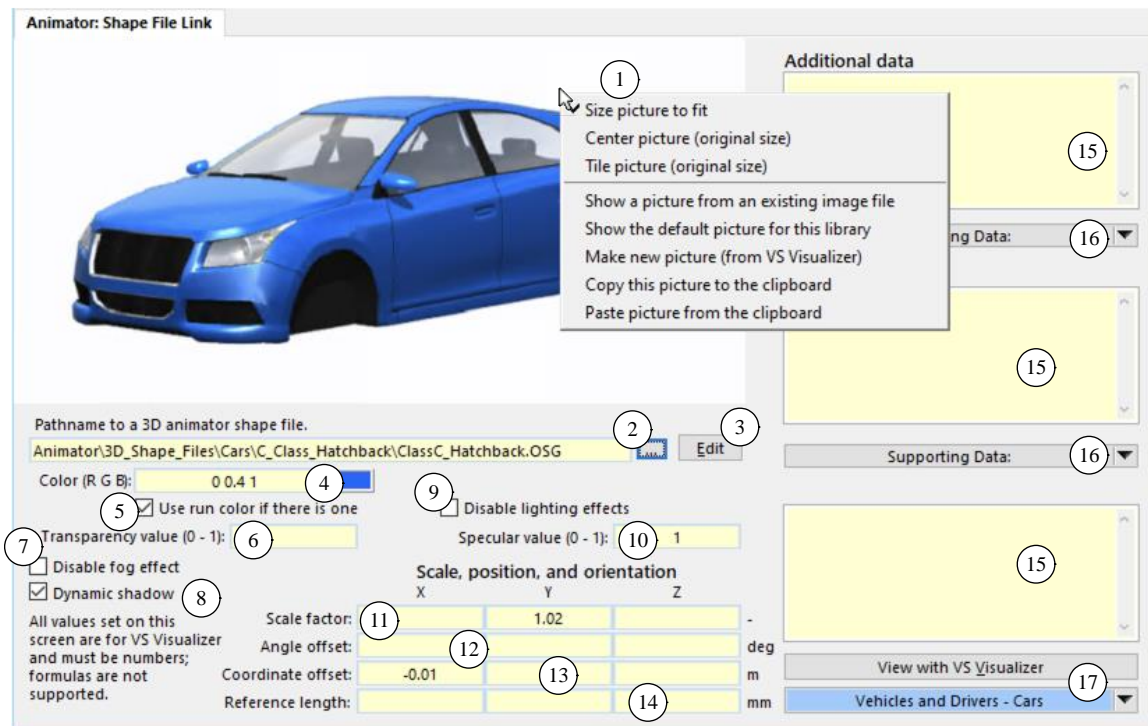 Animator: Shape File Link
Additional data
1
Size picture to fit
Center picture (original size)
Tile picture (original size)
Show a picture from an existing image file
Show the default picture for this library
Make new picture (from VS Visualizer)
Copy this picture to the clipboard
Paste picture from the clipboard
15
ng Data:
16
15
Pathname to a 3D animator shape file.
2
3
Animator\3D_Shape_Files\Cars\C_Class_Hatchback\ClassC_Hatchback.OSG
...
Edit
Supporting Data:
16
Color (R G B):
0 0.4 1
4
5
Use run color if there is one
9
Disable lighting effects
Transparency value (0 - 1):
6
Specular value (0 - 1):
10
1
7
Disable fog effect
Dynamic shadow
8
Scale, position, and orientation
X
Y
Z
15
All values set on this
screen are for VS Visualizer
and must be numbers;
formulas are not
supported.
Scale factor:
11
1.02
-
Angle offset:
12
deg
Coordinate offset:
-0.01
13
m
Reference length:
14
mm
View with VS Visualizer
17
Vehicles and Drivers - Cars